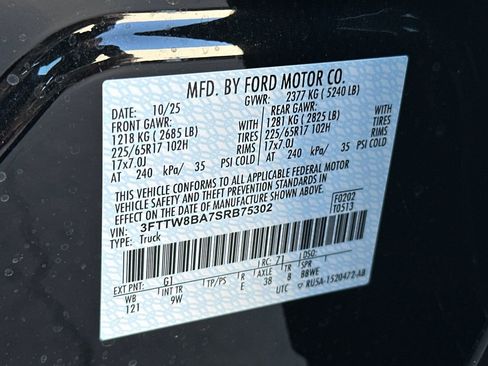 MFD. BY FORD MOTOR CO.
DATE: 10/25 GVWR: 2377 KG ( 5240 LB)
FRONT GAWR: REAR GAWR:
1218 KG ( 2685 LB) WITH 1281 KG ( 2825 LB) WITH
225/65R17 102H TIRES 225/65R17 102H TIRES
17x7.0J RIMS 17x7.0J RIMS
AT 240 kPa/ 35 PSI COLD AT 240 kPa/ 35 PSI COLD
THIS VEHICLE CONFORMS TO ALL APPLICABLE FEDERAL MOTOR
VEHICLE SAFETY AND THEFT PREVENTION STANDARDS IN
EFFECT ON THE DATE OF MANUFACTURE SHOWN ABOVE.
VIN: 3FTTW8BA7SRB75302 F0202
TYPE: Truck T0513
EXT PNT: G1 RC: 71 DSO:
WB INT TR TP/PS R AXLE TR SPR
121 9W E 38 8 BBWE
UTC RU5A-1520472-AB